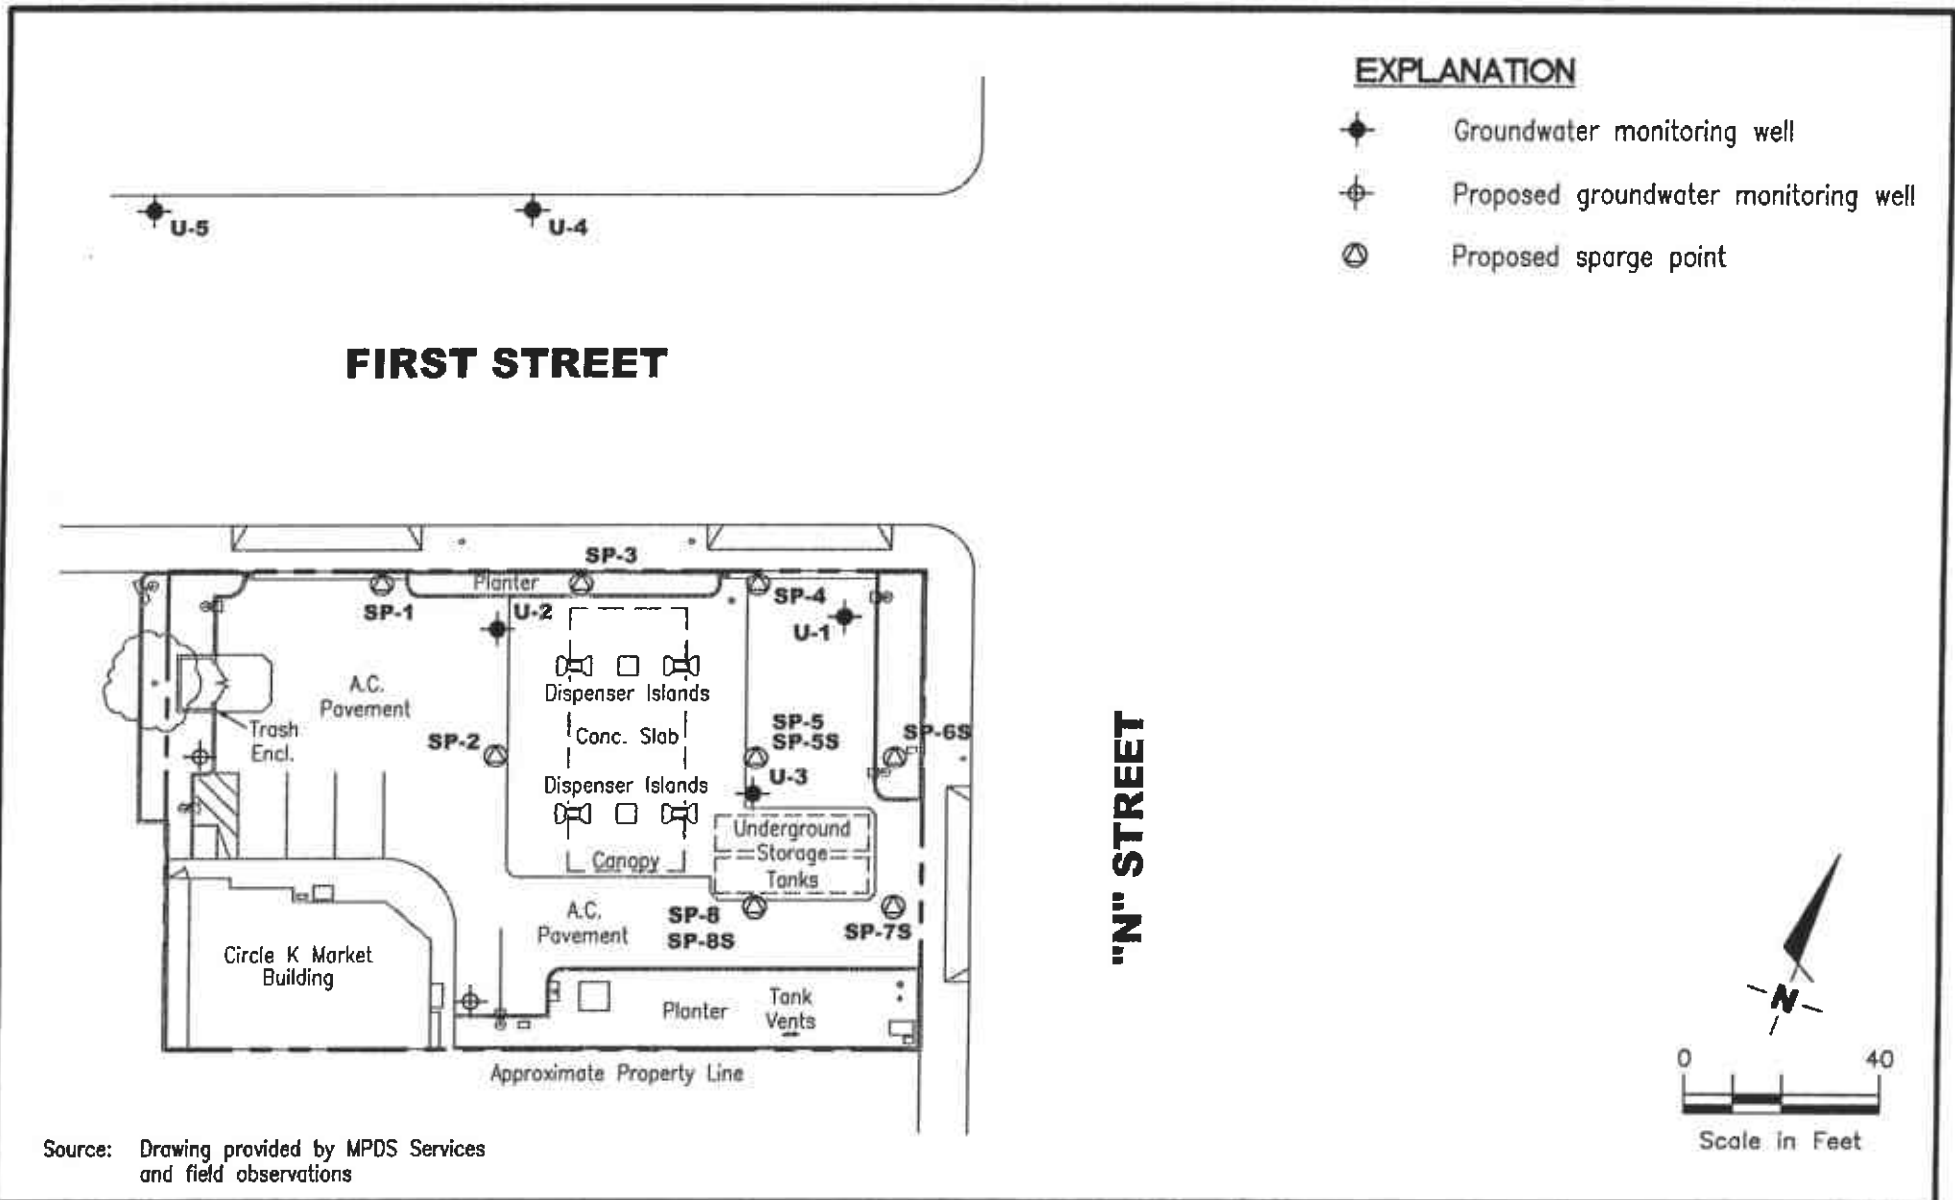 EXPLANATION
Groundwater monitoring well
Proposed groundwater monitoring well
Proposed sparge point
U-5
U-4
FIRST STREET
SP-3
Planter
SP-1
U-2
SP-4
U-1
A.C.
Pavement
Dispenser Islands
Trash
Encl.
SP-2
Conc. Slab
SP-5
SP-5S
SP-6S
U-3
Dispenser Islands
Underground
Storage
Tanks
Canopy
"N" STREET
A.C.
Pavement
SP-8
SP-8S
SP-7S
Circle K Market
Building
Planter
Tank
Vents
Approximate Property Line
N
0 40
Scale in Feet
Source: Drawing provided by MPDS Services
and field observations